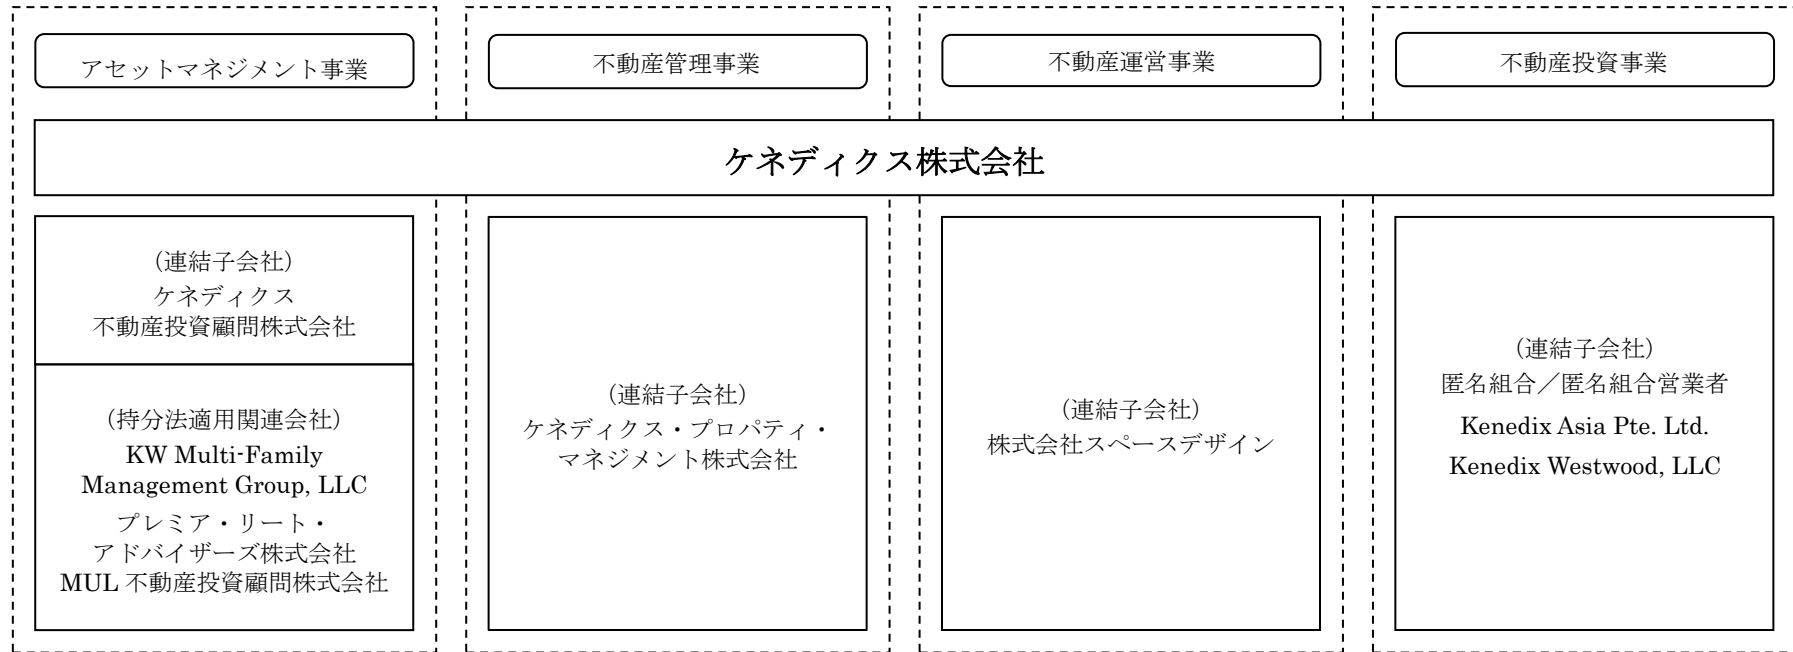 アセットマネジメント事業
不動産管理事業
不動産運営事業
不動産投資事業
ケネディクス株式会社
（連結子会社）
ケネディクス
不動産投資顧問株式会社
（持分法適用関連会社）
KW Multi-Family
Management Group, LLC
プレミア・リート・
アドバイザーズ株式会社
MUL 不動産投資顧問株式会社
（連結子会社）
ケネディクス・プロパティ・
マネジメント株式会社
（連結子会社）
株式会社スペースデザイン
（連結子会社）
匿名組合／匿名組合営業者
Kenedix Asia Pte. Ltd.
Kenedix Westwood, LLC